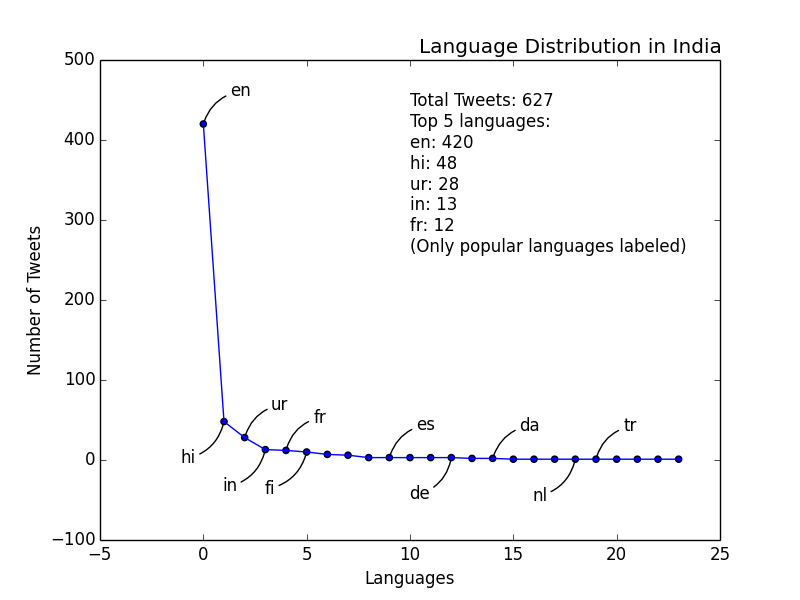 Language Distribution in India
500
400
300
200
100
0
−100
Number of Tweets
en
Total Tweets: 627
Top 5 languages:
en: 420
hi: 48
ur: 28
in: 13
fr: 12
(Only popular languages labeled)
hi
ur
in
fr
fi
es
de
da
nl
tr
−5
0
5
10
15
20
25
Languages